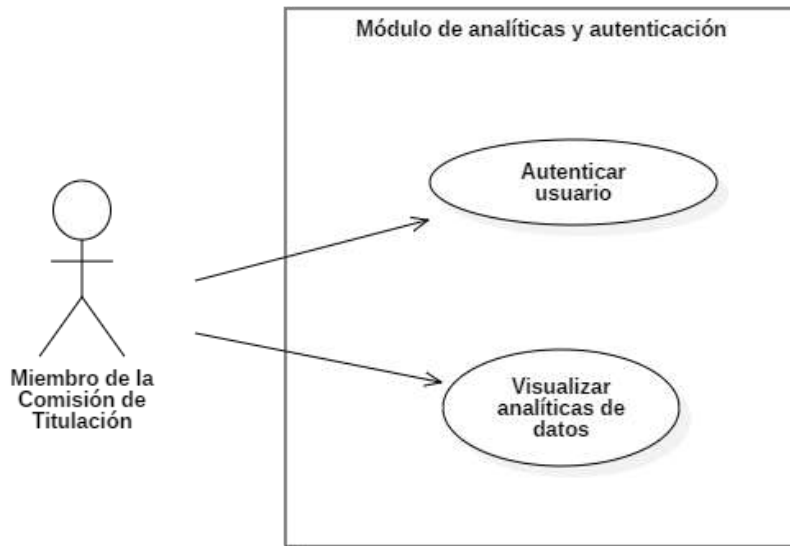 Módulo de analíticas y autenticación
Autenticar
usuario
Miembro de la
Comisión de
Titulación
Visualizar
analíticas de
datos